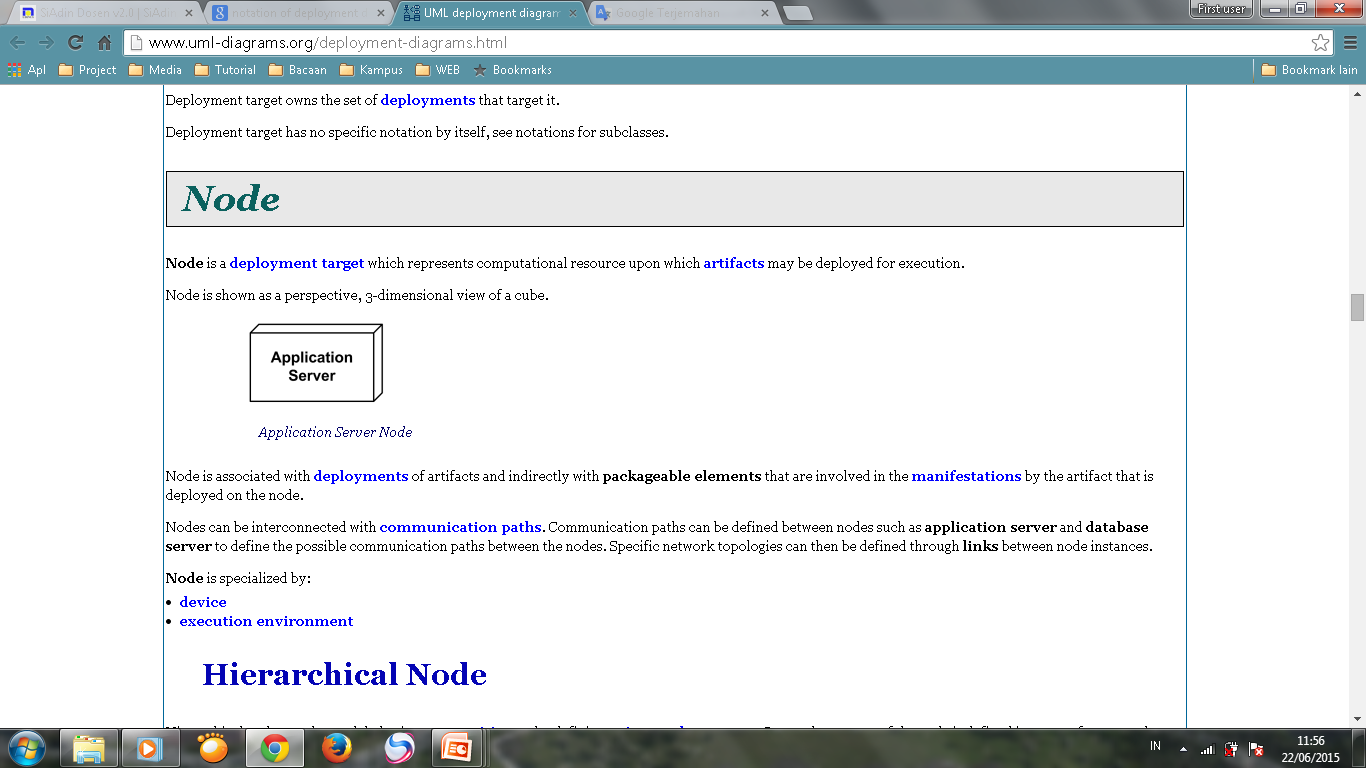 SiAdin Dosen v2.0 | SiAdin
notation of deployment d
UML deployment diagram
Google Terjemahan
First user
www.uml-diagrams.org/deployment-diagrams.html
Apl
Project
Media
Tutorial
Bacaan
Kampus
WEB
Bookmarks
Bookmark lain
Deployment target owns the set of deployments that target it.
Deployment target has no specific notation by itself, see notations for subclasses.
Node
Node is a deployment target which represents computational resource upon which artifacts may be deployed for execution.
Node is shown as a perspective, 3-dimensional view of a cube.
Application
Server
Application Server Node
Node is associated with deployments of artifacts and indirectly with packageable elements that are involved in the manifestations by the artifact that is
deployed on the node.
Nodes can be interconnected with communication paths. Communication paths can be defined between nodes such as application server and database
server to define the possible communication paths between the nodes. Specific network topologies can then be defined through links between node instances.
Node is specialized by:
• device
• execution environment
Hierarchical Node
IN
11:56
22/06/2015